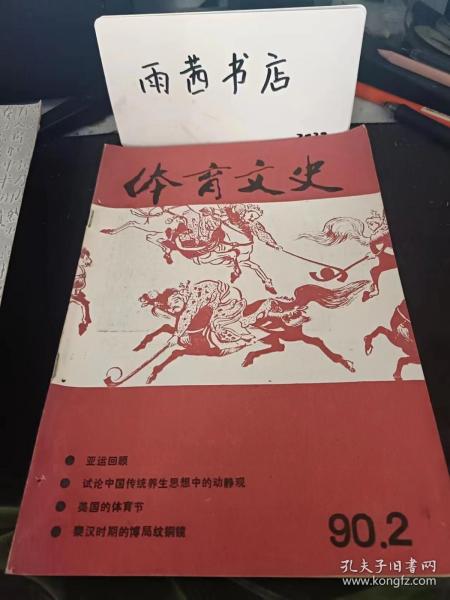 雨茜书店
体育文史
● 亚运回顾
● 试论中国传统养生思想中的动静观
● 美国的体育节
● 秦汉时期的博局纹铜镜
90.2
孔夫子旧书网
www.kongfz.com